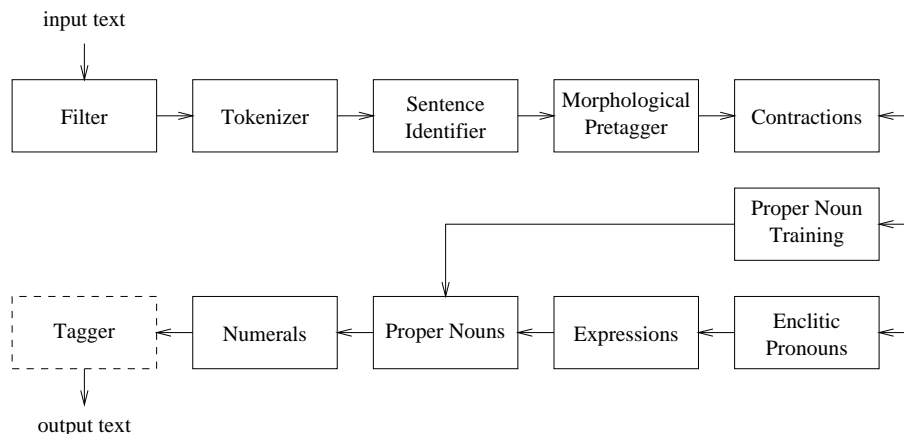 input text
Filter
Tokenizer
Sentence
Identifier
Morphological
Pretagger
Contractions
Proper Noun
Training
Tagger
Numerals
Proper Nouns
Expressions
Enclitic
Pronouns
output text